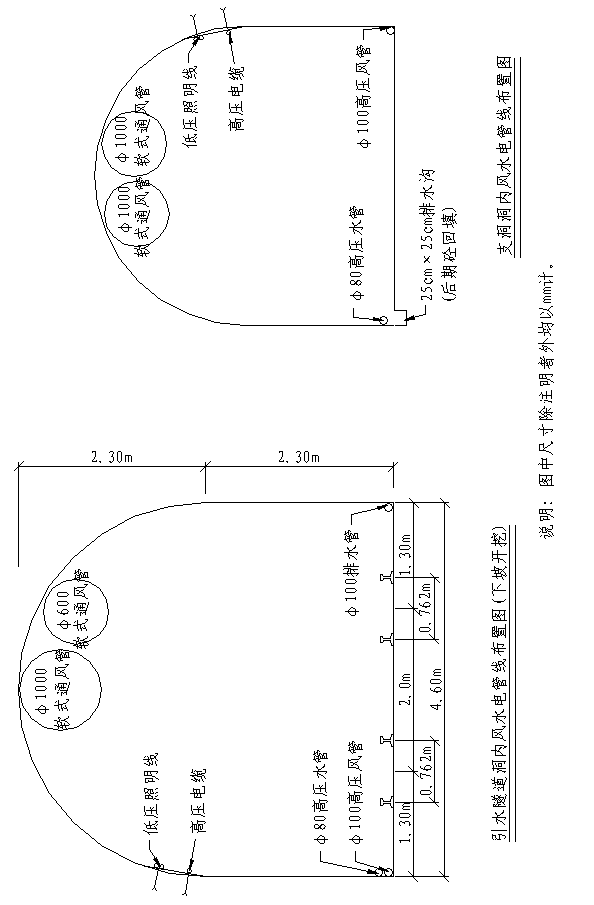 φ1000
软式通风管
φ1000
软式通风管
低压照明线
高压电缆
φ100高压风管
φ80高压水管
25cm×25cm排水沟
(后期砼回填)
支洞洞内风水电管线布置图
2.30m
2.30m
φ1000
软式通风管
φ600
软式通风管
低压照明线
高压电缆
φ100排水管
φ80高压水管
φ100高压风管
1.30m
0.762m
2.0m
0.762m
1.30m
4.60m
引水隧道洞内风水电管线布置图(下坡开挖)
说明: 图中尺寸除注明者外均以mm计。